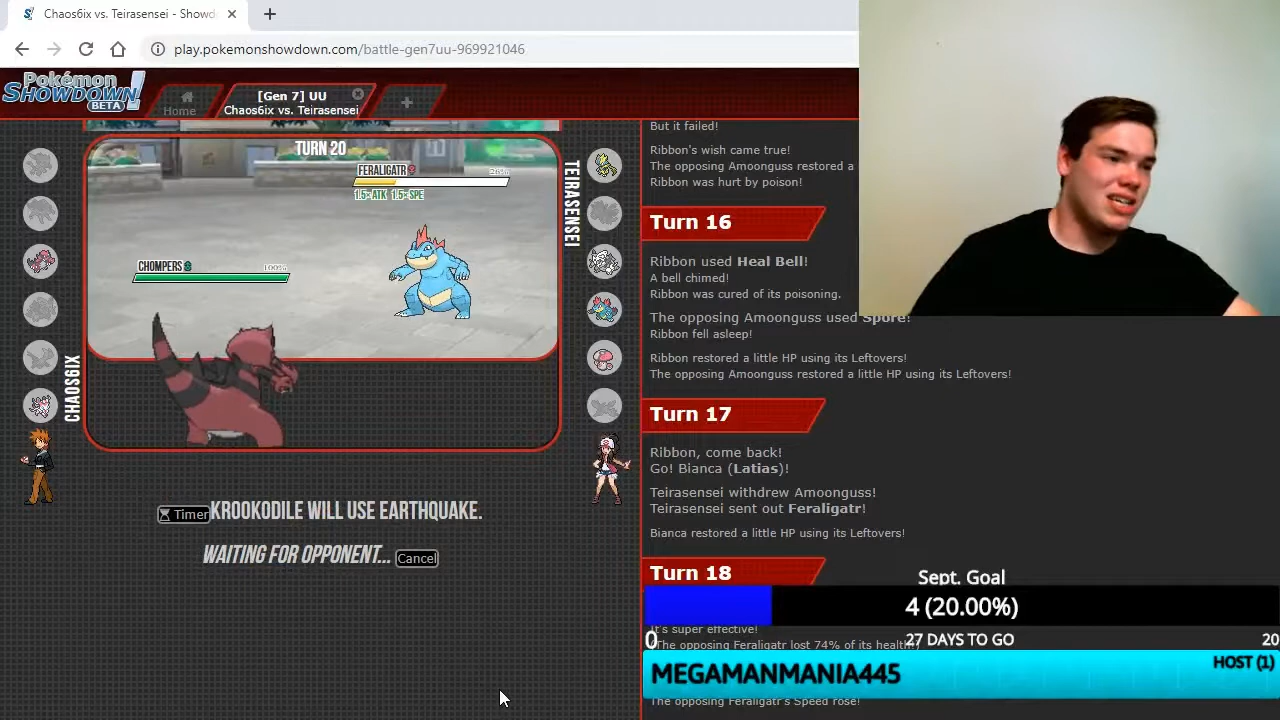 Chaos6ix vs. Teirasensei - Showd
play.pokemonshowdown.com/battle-gen7uu-969921046
Pokémon
SHOWDOWN!
BETA
Home
[Gen 7] UU
Chaos6ix vs. Teirasensei
TURN 20
FERALIGATR
26%
1.5× ATK 1.5× SPE
CHOMPERS
100%
TEIRASENSEI
CHAOS6IX
Timer
KROOKODILE WILL USE EARTHQUAKE.
WAITING FOR OPPONENT...
Cancel
But it failed!
Ribbon's wish came true!
The opposing Amoonguss restored a
Ribbon was hurt by poison!
Turn 16
Ribbon used Heal Bell!
A bell chimed!
Ribbon was cured of its poisoning.
The opposing Amoonguss used Spore!
Ribbon fell asleep!
Ribbon restored a little HP using its Leftovers!
The opposing Amoonguss restored a little HP using its Leftovers!
Turn 17
Ribbon, come back!
Go! Bianca (Latias)!
Teirasensei withdrew Amoonguss!
Teirasensei sent out Feraligatr!
Bianca restored a little HP using its Leftovers!
Turn 18
Sept. Goal
4 (20.00%)
It's super effective!
0
27 DAYS TO GO
20
(The opposing Feraligatr lost 74% of its health!)
MEGAMANMANIA445
HOST (1)
The opposing Feraligatr's Speed rose!